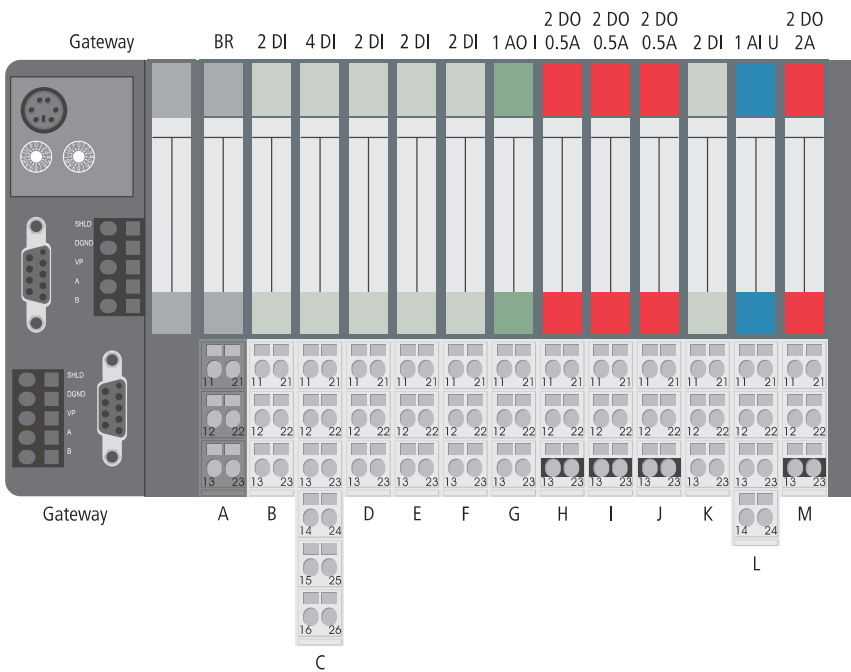 2 DO 2 DO 2 DO 2 DO
Gateway BR 2 DI 4 DI 2 DI 2 DI 2 DI 1 AO I 0.5A 0.5A 0.5A 2 DI 1 AI U 2A
SHLD
DGND
VP
A
B
SHLD
DGND
VP
A
B
11 21 11 21 11 21 11 21 11 21 11 21 11 21 11 21 11 21 11 21 11 21 11 21 11 21
12 22 12 22 12 22 12 22 12 22 12 22 12 22 12 22 12 22 12 22 12 22 12 22 12 22
13 23 13 23 13 23 13 23 13 23 13 23 13 23 13 23 13 23 13 23 13 23 13 23 13 23
Gateway A B D E F G H I J K M
14 24 14 24
15 25
L
16 26
C